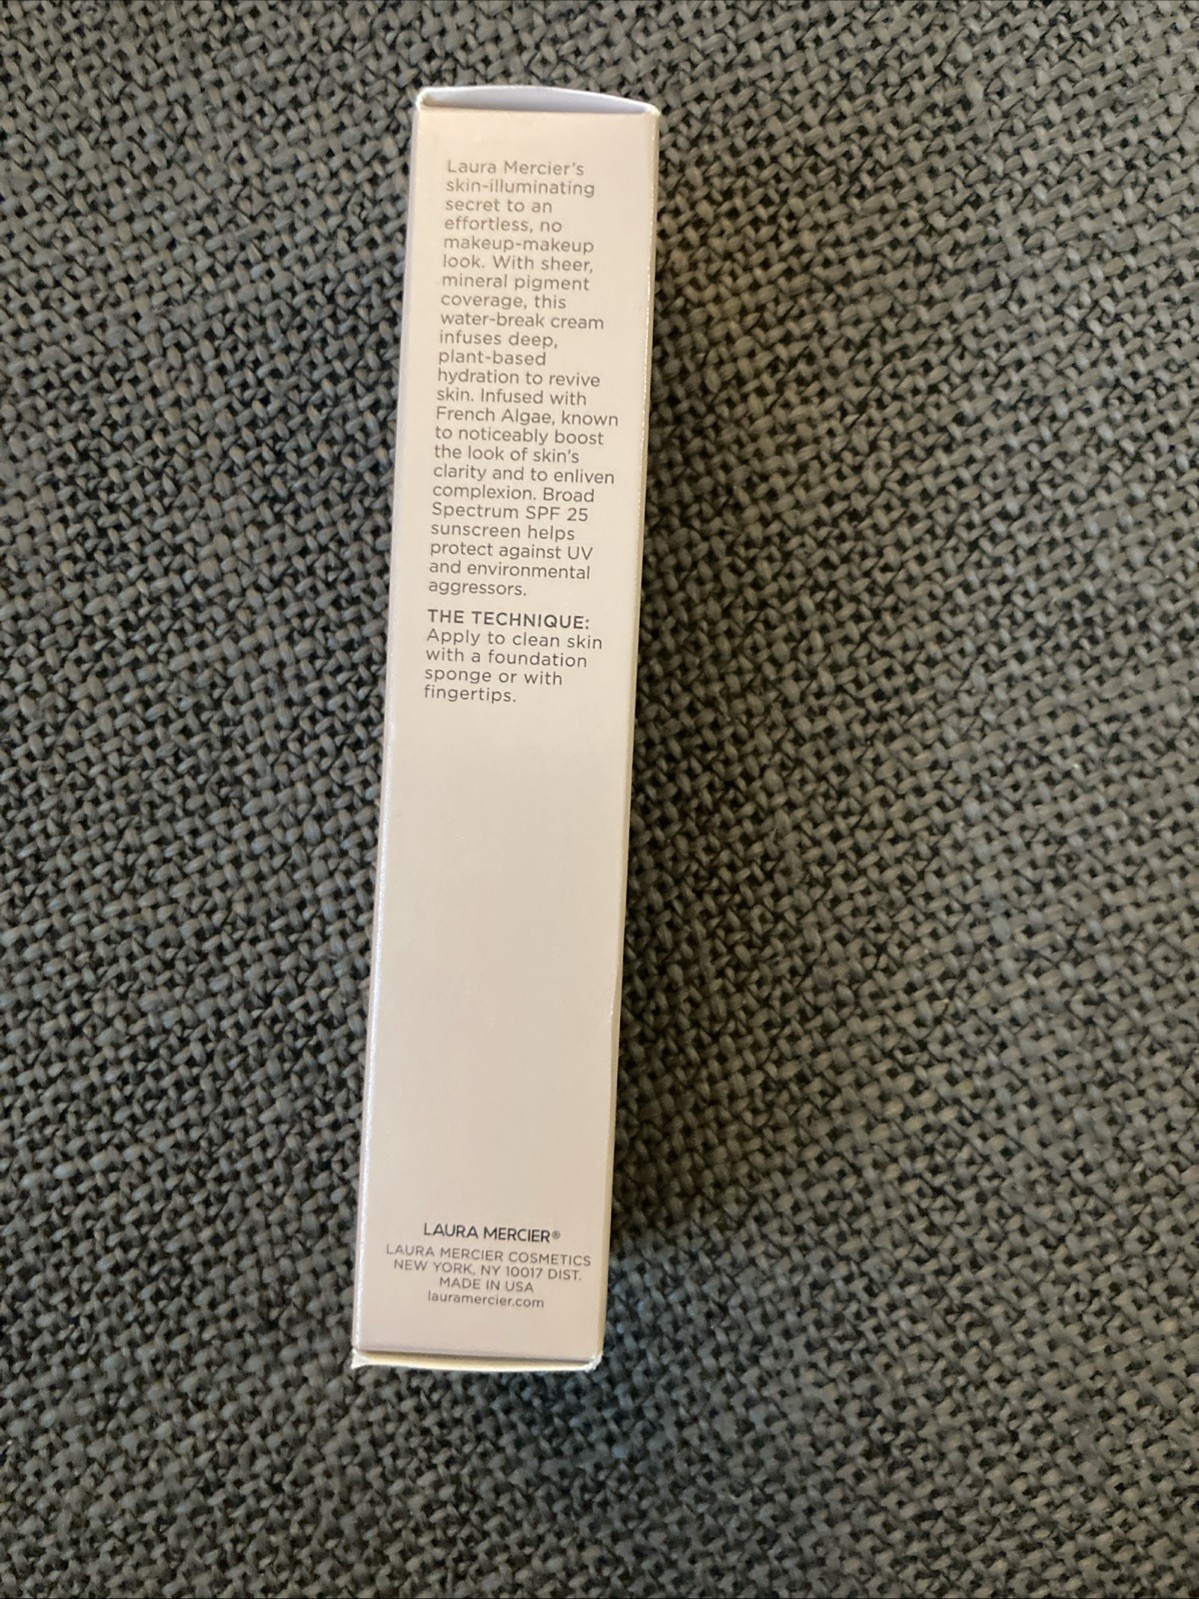 Laura Mercier's
skin-illuminating
secret to an
effortless, no
makeup-makeup
look. With sheer,
mineral pigment
coverage, this
water-break cream
infuses deep,
plant-based
hydration to revive
skin. Infused with
French Algae, known
to noticeably boost
the look of skin's
clarity and to enliven
complexion. Broad
Spectrum SPF 25
sunscreen helps
protect against UV
and environmental
aggressors.
THE TECHNIQUE:
Apply to clean skin
with a foundation
sponge or with
fingertips.
LAURA MERCIER®
LAURA MERCIER COSMETICS
NEW YORK, NY 10017 DIST.
MADE IN USA
lauramercier.com